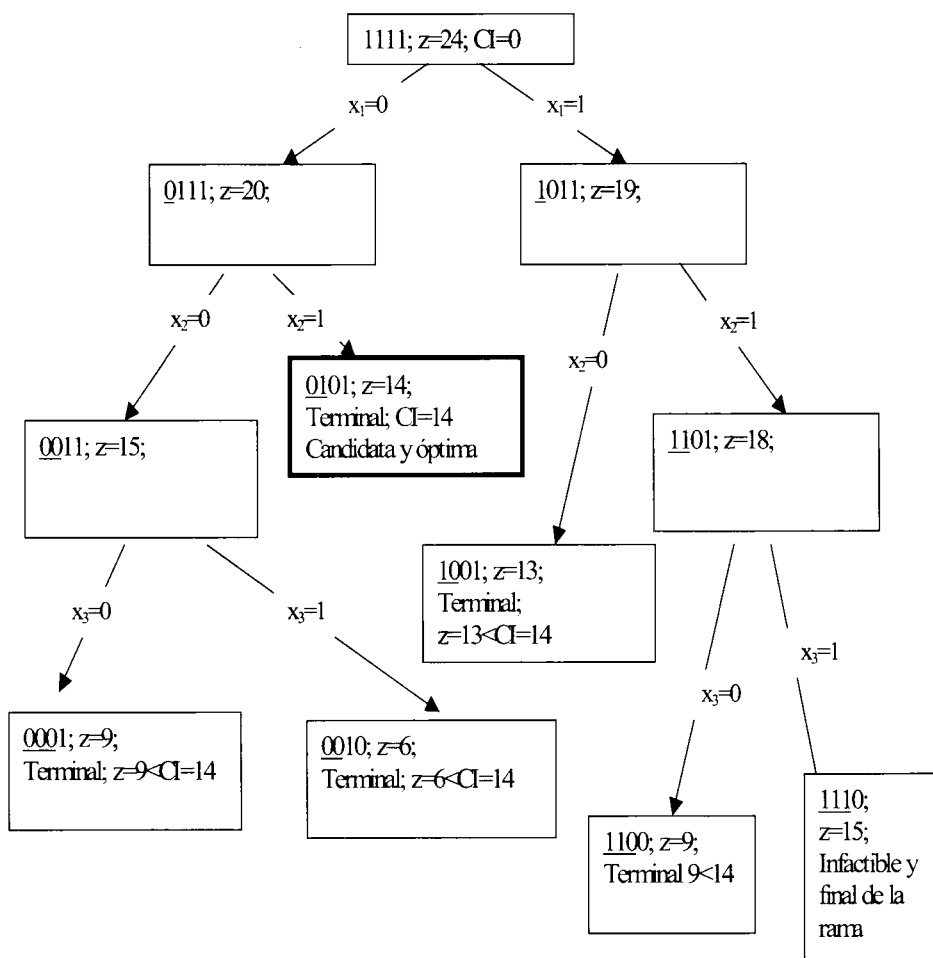 1111; z=24; CI=0
x₁=0
x₁=1
0111; z=20;
1011; z=19;
x₂=0
x₂=1
x₂=0
x₂=1
0101; z=14;
Terminal; CI=14
Candidata y óptima
0011; z=15;
1101; z=18;
1001; z=13;
Terminal;
z=13<CI=14
x₃=0
x₃=1
x₃=0
x₃=1
0001; z=9;
Terminal; z=9<CI=14
0010; z=6;
Terminal; z=6<CI=14
1100; z=9;
Terminal 9<14
1110;
z=15;
Infactible y
final de la
rama